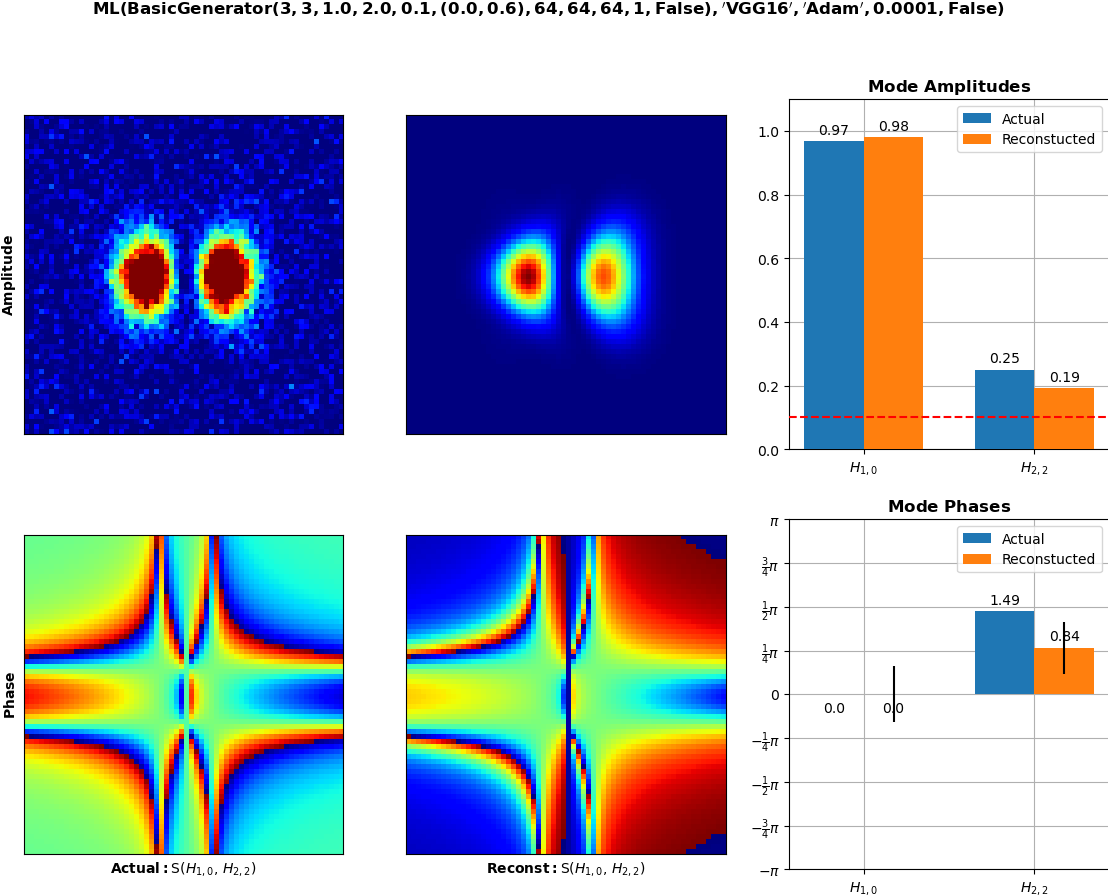 ML(BasicGenerator(3, 3, 1.0, 2.0, 0.1, (0.0, 0.6), 64, 64, 64, 1, False), ′VGG16′, ′Adam′, 0.0001, False)
Amplitude
Mode Amplitudes
Actual
Reconstucted
1.0
0.8
0.6
0.4
0.2
0.0
0.97
0.98
0.25
0.19
H₁,₀
H₂,₂
Phase
Actual: S(H₁,₀, H₂,₂)
Reconst: S(H₁,₀, H₂,₂)
Mode Phases
Actual
Reconstucted
π
3/4π
1/2π
1/4π
0
−1/4π
−1/2π
−3/4π
−π
0.0
0.0
1.49
0.84
H₁,₀
H₂,₂